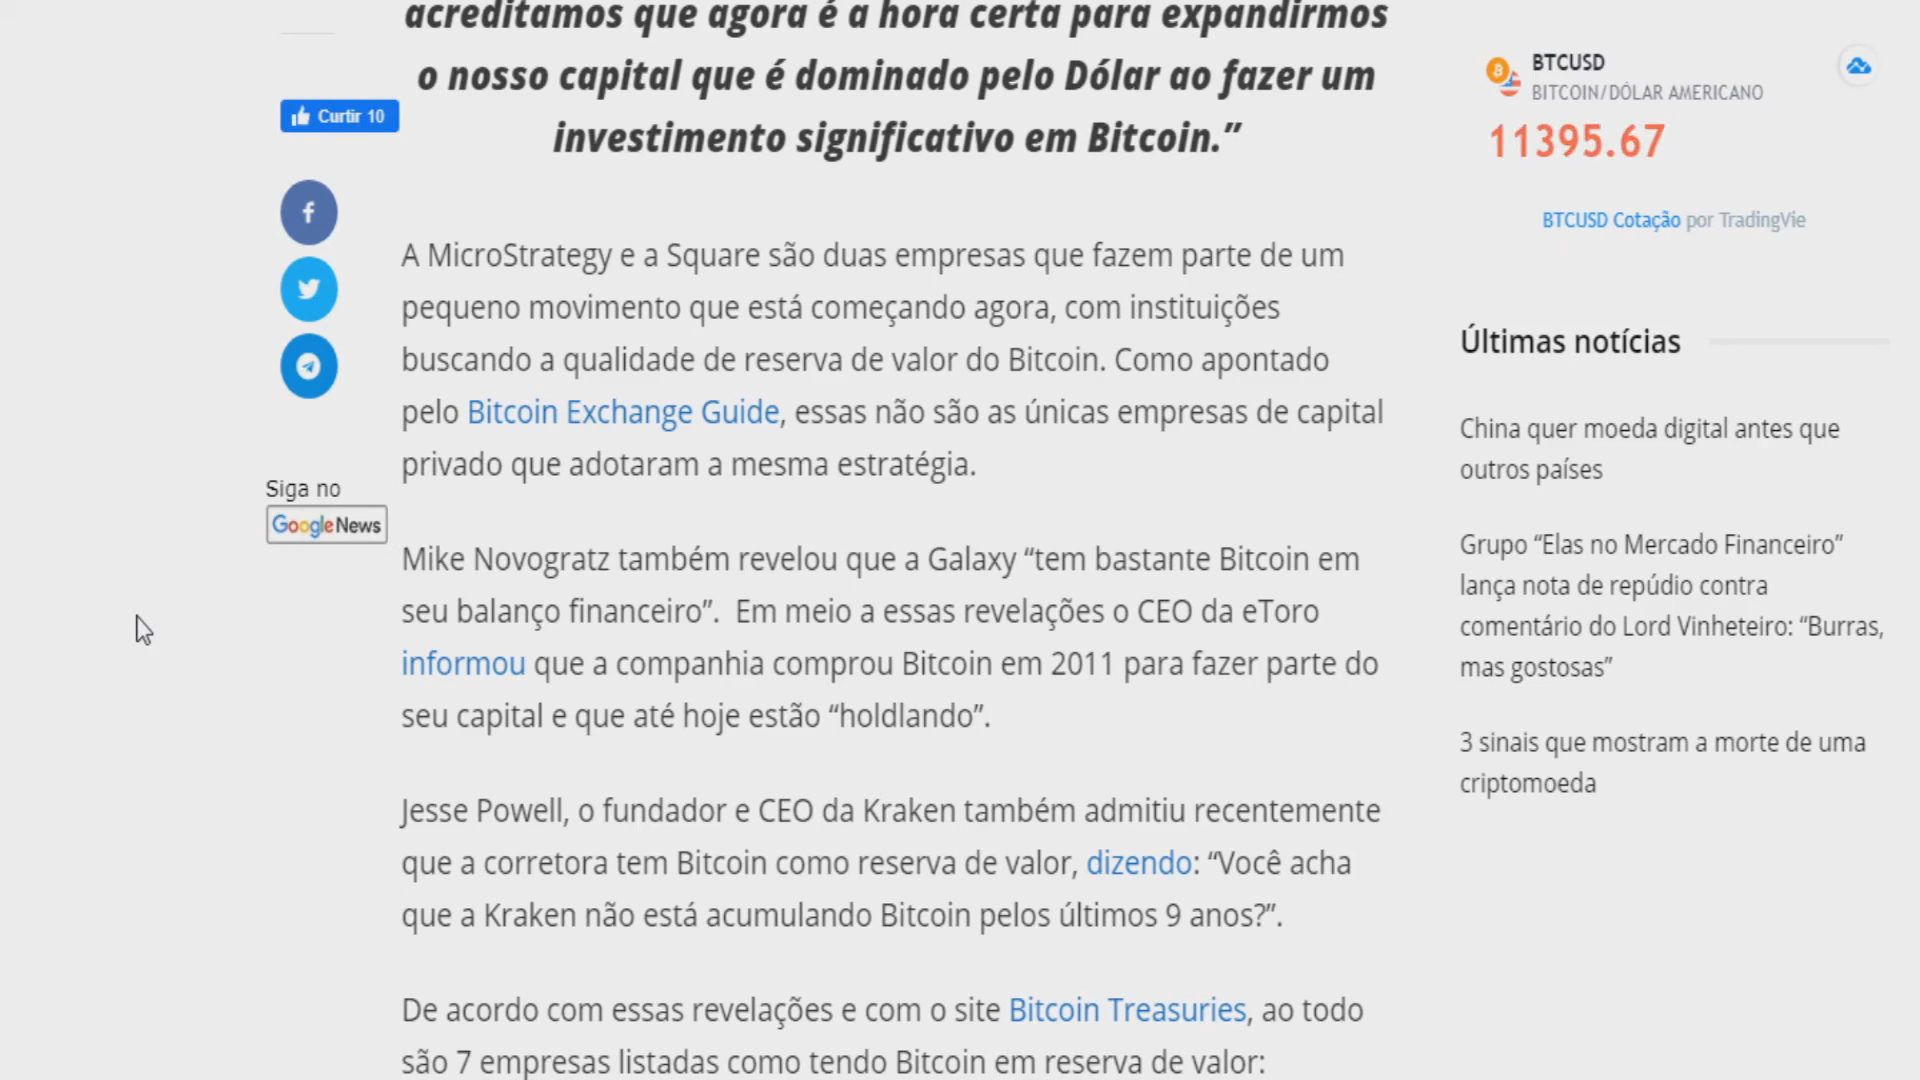 acreditamos que agora é a hora certa para expandirmos
o nosso capital que é dominado pelo Dólar ao fazer um
investimento significativo em Bitcoin.”
Curtir 10
A MicroStrategy e a Square são duas empresas que fazem parte de um
pequeno movimento que está começando agora, com instituições
buscando a qualidade de reserva de valor do Bitcoin. Como apontado
pelo Bitcoin Exchange Guide, essas não são as únicas empresas de capital
privado que adotaram a mesma estratégia.
Siga no
Google News
Mike Novogratz também revelou que a Galaxy “tem bastante Bitcoin em
seu balanço financeiro”.  Em meio a essas revelações o CEO da eToro
informou que a companhia comprou Bitcoin em 2011 para fazer parte do
seu capital e que até hoje estão “holdlando”.
Jesse Powell, o fundador e CEO da Kraken também admitiu recentemente
que a corretora tem Bitcoin como reserva de valor, dizendo: “Você acha
que a Kraken não está acumulando Bitcoin pelos últimos 9 anos?”.
De acordo com essas revelações e com o site Bitcoin Treasuries, ao todo
são 7 empresas listadas como tendo Bitcoin em reserva de valor:
BTCUSD
BITCOIN/DÓLAR AMERICANO
11395.67
BTCUSD Cotação por TradingVie
Últimas notícias
China quer moeda digital antes que
outros países
Grupo “Elas no Mercado Financeiro”
lança nota de repúdio contra
comentário do Lord Vinheteiro: “Burras,
mas gostosas”
3 sinais que mostram a morte de uma
criptomoeda